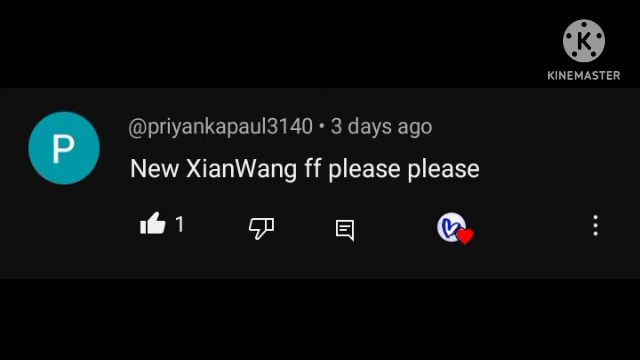 KINEMASTER
@priyankapaul3140 • 3 days ago
P
New XianWang ff please please
1